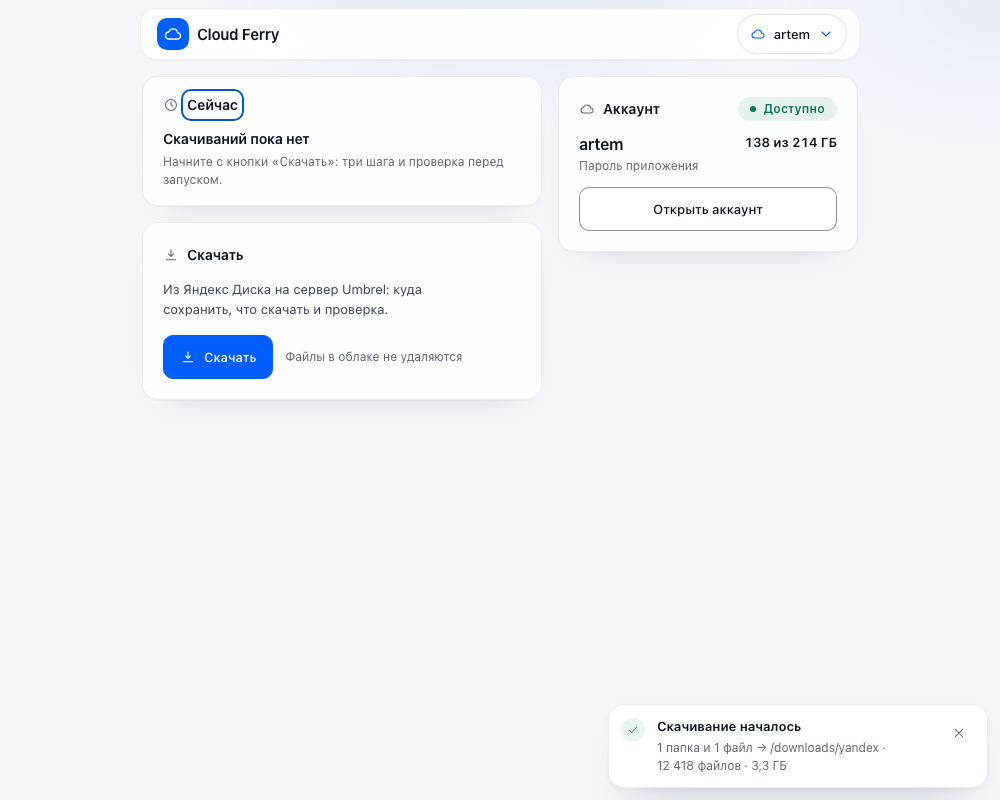 Cloud Ferry
artem
Сейчас
Скачиваний пока нет
Начните с кнопки «Скачать»: три шага и проверка перед
запуском.
Скачать
Из Яндекс Диска на сервер Umbrel: куда
сохранить, что скачать и проверка.
Скачать
Файлы в облаке не удаляются
Аккаунт
Доступно
artem
138 из 214 ГБ
Пароль приложения
Открыть аккаунт
Скачивание началось
1 папка и 1 файл → /downloads/yandex ·
12 418 файлов · 3,3 ГБ